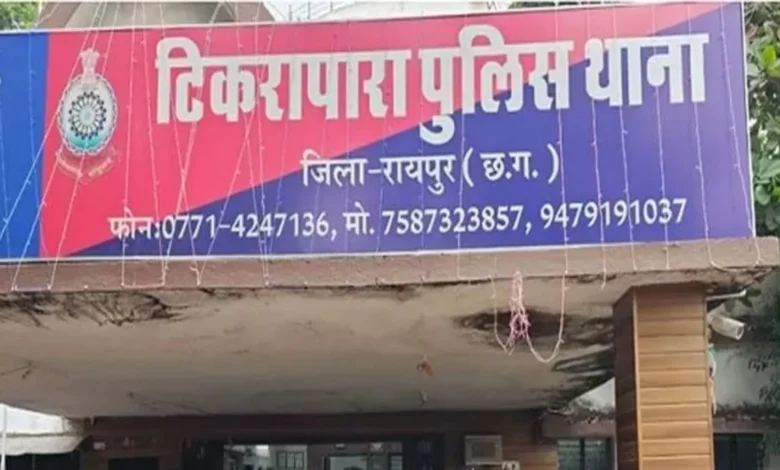 टिकरापारा पुलिस थाना
जिला-रायपुर ( छ.ग. )
फोन:0771-4247136, मो. 7587323857, 9479191037